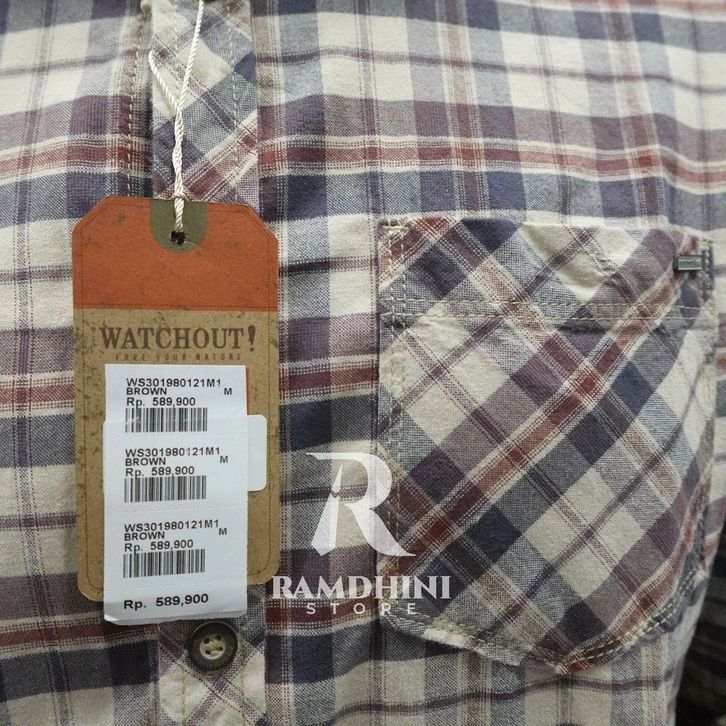 WATCHOUT!
FREE YOUR NATURE
WS301980121M1
BROWN M
Rp. 589,900
WS301980121M1
BROWN M
Rp. 589,900
WS301980121M1
BROWN M
Rp. 589,900
Rp. 589,900
R
RAMDHINI
STORE